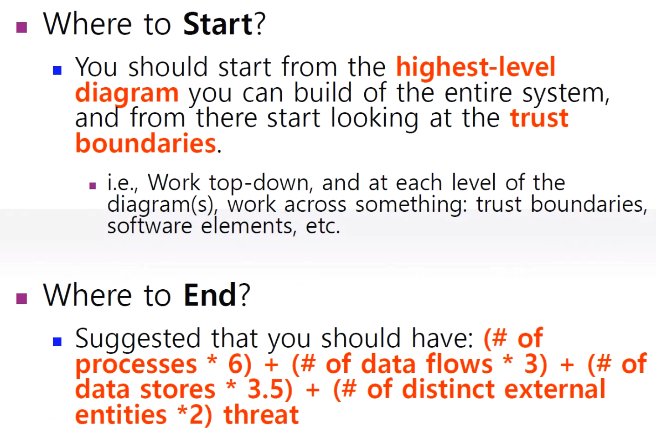 Where to Start?
You should start from the highest-level
diagram you can build of the entire system,
and from there start looking at the trust
boundaries.
i.e., Work top-down, and at each level of the
diagram(s), work across something: trust boundaries,
software elements, etc.
Where to End?
Suggested that you should have: (# of
processes * 6) + (# of data flows * 3) + (# of
data stores * 3.5) + (# of distinct external
entities *2) threat